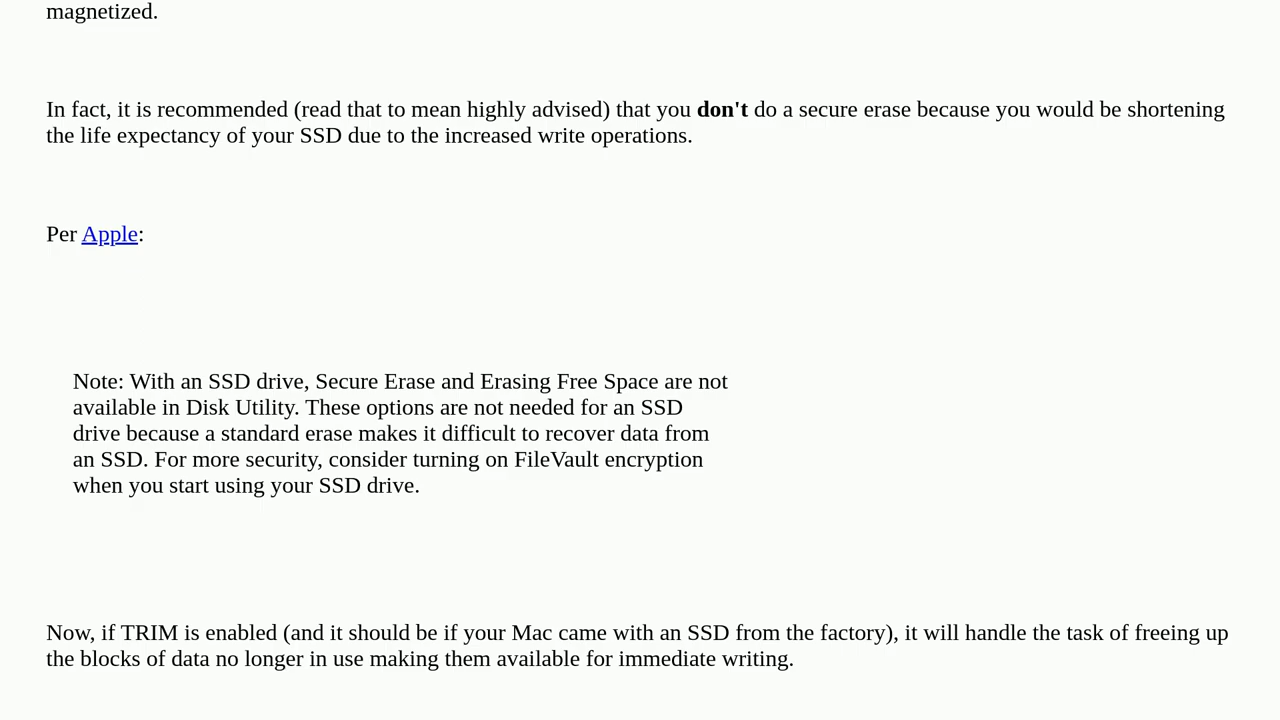 magnetized.
In fact, it is recommended (read that to mean highly advised) that you don't do a secure erase because you would be shortening
the life expectancy of your SSD due to the increased write operations.
Per Apple:
Note: With an SSD drive, Secure Erase and Erasing Free Space are not
available in Disk Utility. These options are not needed for an SSD
drive because a standard erase makes it difficult to recover data from
an SSD. For more security, consider turning on FileVault encryption
when you start using your SSD drive.
Now, if TRIM is enabled (and it should be if your Mac came with an SSD from the factory), it will handle the task of freeing up
the blocks of data no longer in use making them available for immediate writing.